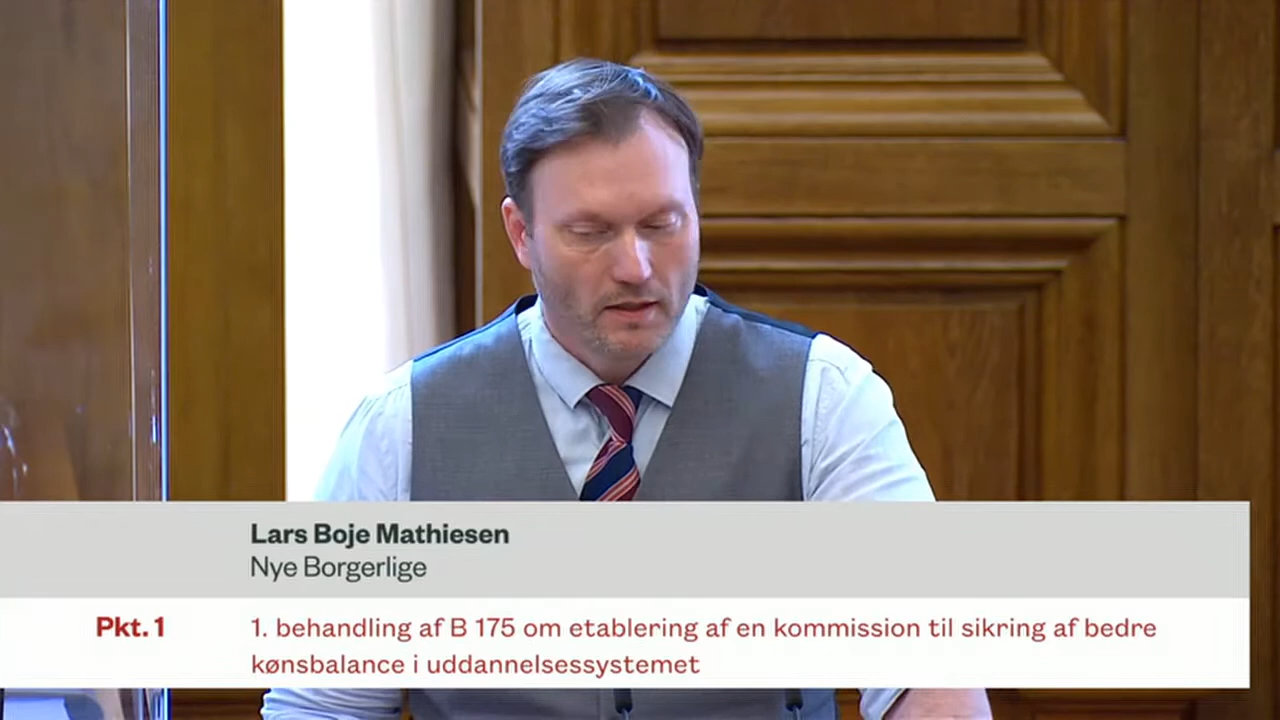 Lars Boje Mathiesen
Nye Borgerlige
Pkt. 1
1. behandling af B 175 om etablering af en kommission til sikring af bedre
kønsbalance i uddannelsessystemet